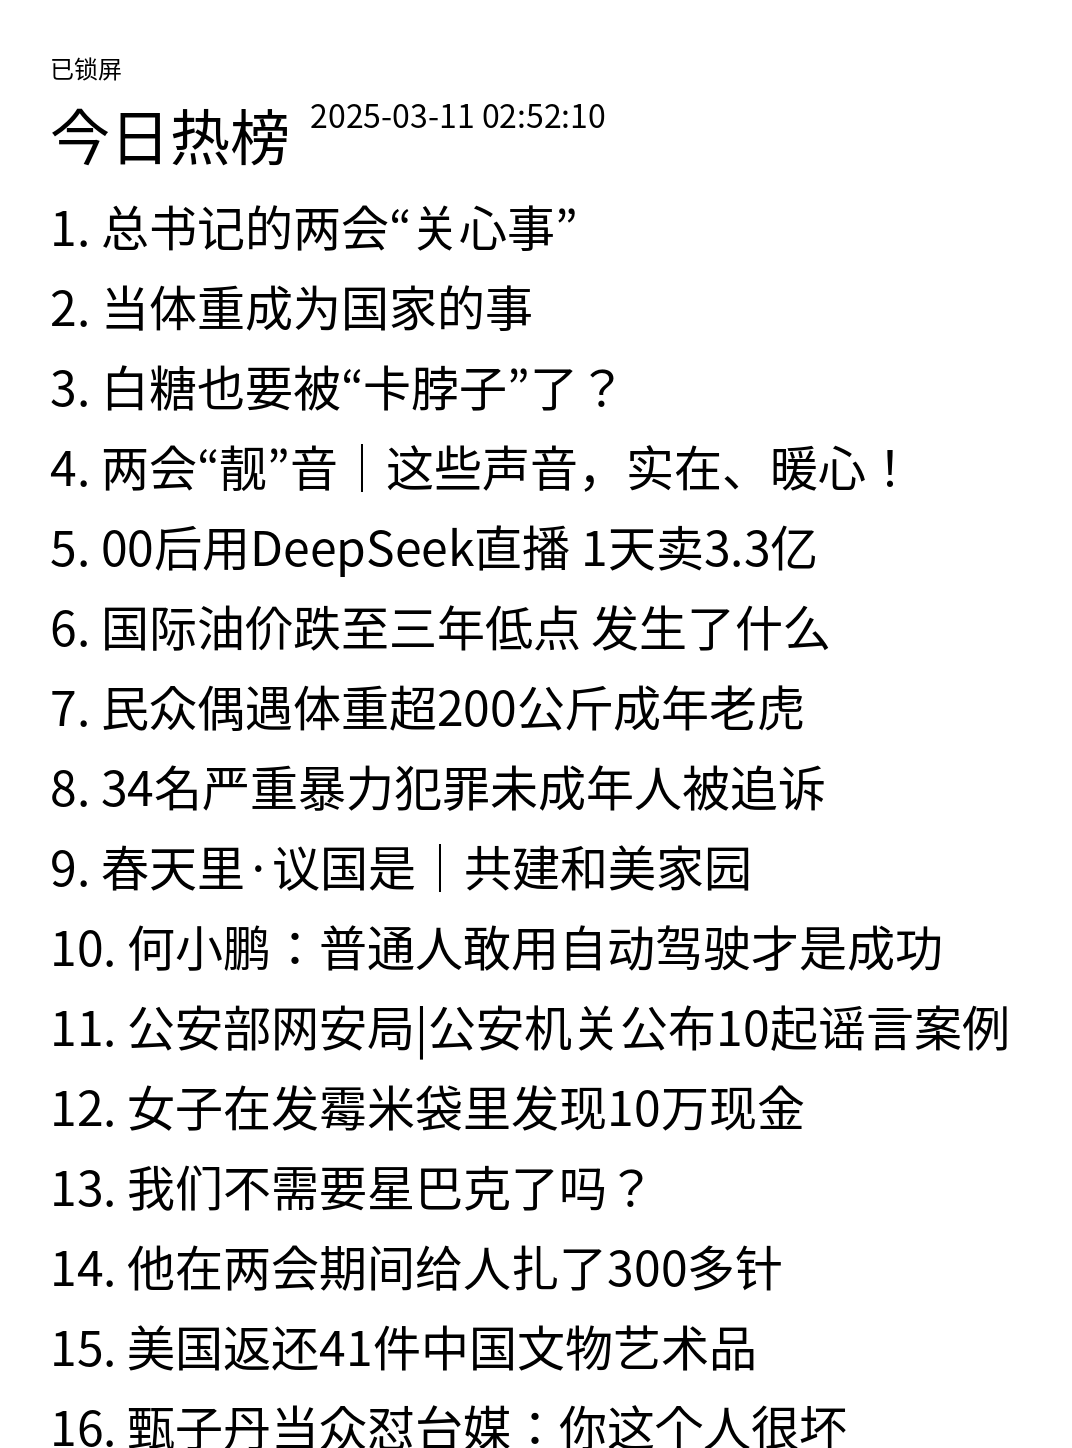 已锁屏
今日热榜 2025-03-11 02:52:10
1. 总书记的两会“关心事”
2. 当体重成为国家的事
3. 白糖也要被“卡脖子”了？
4. 两会“靓”音｜这些声音，实在、暖心！
5. 00后用DeepSeek直播 1天卖3.3亿
6. 国际油价跌至三年低点 发生了什么
7. 民众偶遇体重超200公斤成年老虎
8. 34名严重暴力犯罪未成年人被追诉
9. 春天里·议国是｜共建和美家园
10. 何小鹏：普通人敢用自动驾驶才是成功
11. 公安部网安局|公安机关公布10起谣言案例
12. 女子在发霉米袋里发现10万现金
13. 我们不需要星巴克了吗？
14. 他在两会期间给人扎了300多针
15. 美国返还41件中国文物艺术品
16. 甄子丹当众怼台媒：你这个人很坏